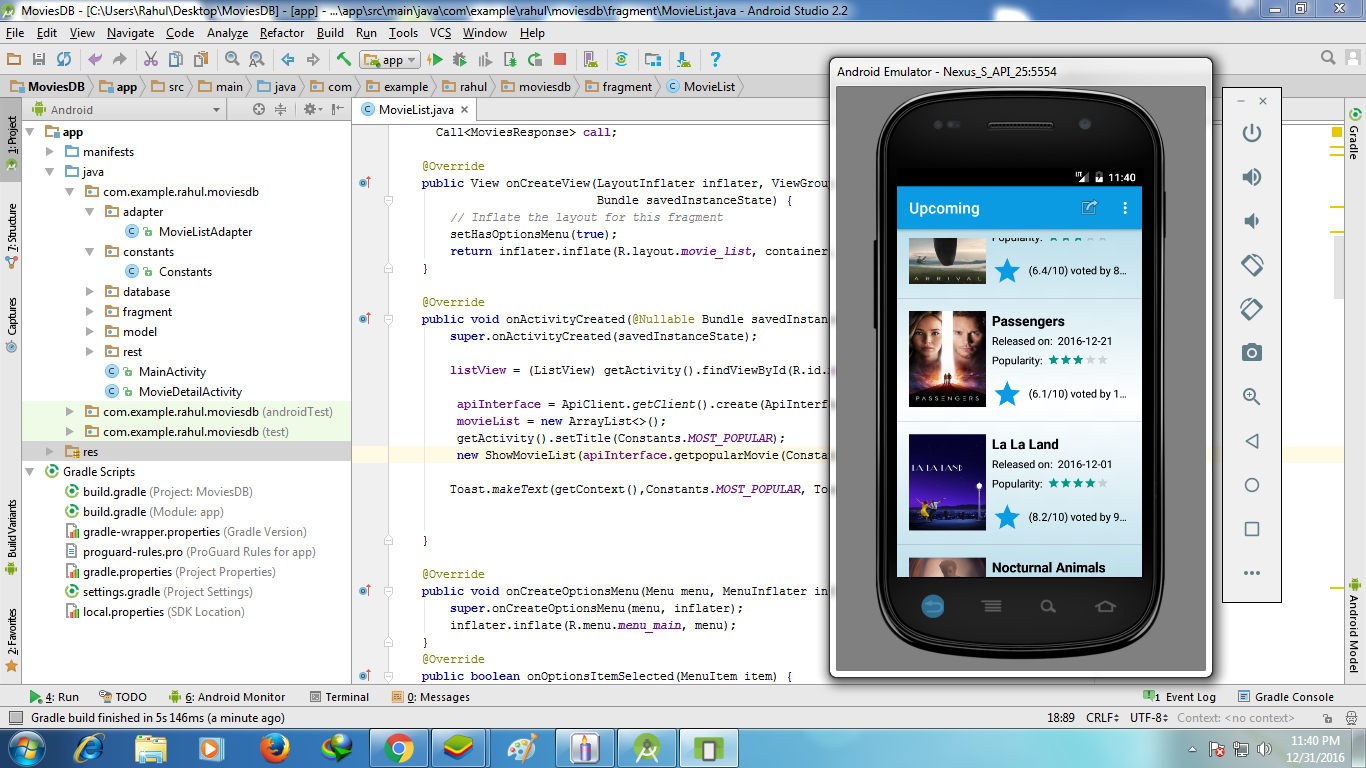 MoviesDB - [C:\Users\Rahul\Desktop\MoviesDB] - [app] - ...\app\src\main\java\com\example\rahul\moviesdb\fragment\MovieList.java - Android Studio 2.2
File Edit View Navigate Code Analyze Refactor Build Run Tools VCS Window Help
app
MoviesDB app src main java com example rahul moviesdb fragment MovieList
1: Project
7: Structure
Captures
Build Variants
2: Favorites
Android
app
manifests
java
com.example.rahul.moviesdb
adapter
MovieListAdapter
constants
Constants
database
fragment
model
rest
MainActivity
MovieDetailActivity
com.example.rahul.moviesdb (androidTest)
com.example.rahul.moviesdb (test)
res
Gradle Scripts
build.gradle (Project: MoviesDB)
build.gradle (Module: app)
gradle-wrapper.properties (Gradle Version)
proguard-rules.pro (ProGuard Rules for app)
gradle.properties (Project Properties)
settings.gradle (Project Settings)
local.properties (SDK Location)
MovieList.java
Call<MoviesResponse> call;
@Override
public View onCreateView(LayoutInflater inflater, ViewGroup
Bundle savedInstanceState) {
// Inflate the layout for this fragment
setHasOptionsMenu(true);
return inflater.inflate(R.layout.movie_list, container
}
@Override
public void onActivityCreated(@Nullable Bundle savedInstan
super.onActivityCreated(savedInstanceState);
listView = (ListView) getActivity().findViewById(R.id.
apiInterface = ApiClient.getClient().create(ApiInterf
movieList = new ArrayList<>();
getActivity().setTitle(Constants.MOST_POPULAR);
new ShowMovieList(apiInterface.getpopularMovie(Consta
Toast.makeText(getContext(),Constants.MOST_POPULAR, To
}
@Override
public void onCreateOptionsMenu(Menu menu, MenuInflater in
super.onCreateOptionsMenu(menu, inflater);
inflater.inflate(R.menu.menu_main, menu);
}
@Override
public boolean onOptionsItemSelected(MenuItem item) {
Android Emulator - Nexus_S_API_25:5554
LTE 11:40
Upcoming
Popularity:
ARRIVAL
(6.4/10) voted by 8...
Passengers
Released on: 2016-12-21
Popularity:
(6.1/10) voted by 1...
PASSENGERS
La La Land
Released on: 2016-12-01
Popularity:
(8.2/10) voted by 9...
LA LA LAND
Nocturnal Animals
Gradle
Android Model
4: Run TODO 6: Android Monitor Terminal 0: Messages 1 Event Log Gradle Console
Gradle build finished in 5s 146ms (a minute ago) 18:89 CRLF UTF-8 Context: <no context>
11:40 PM
12/31/2016